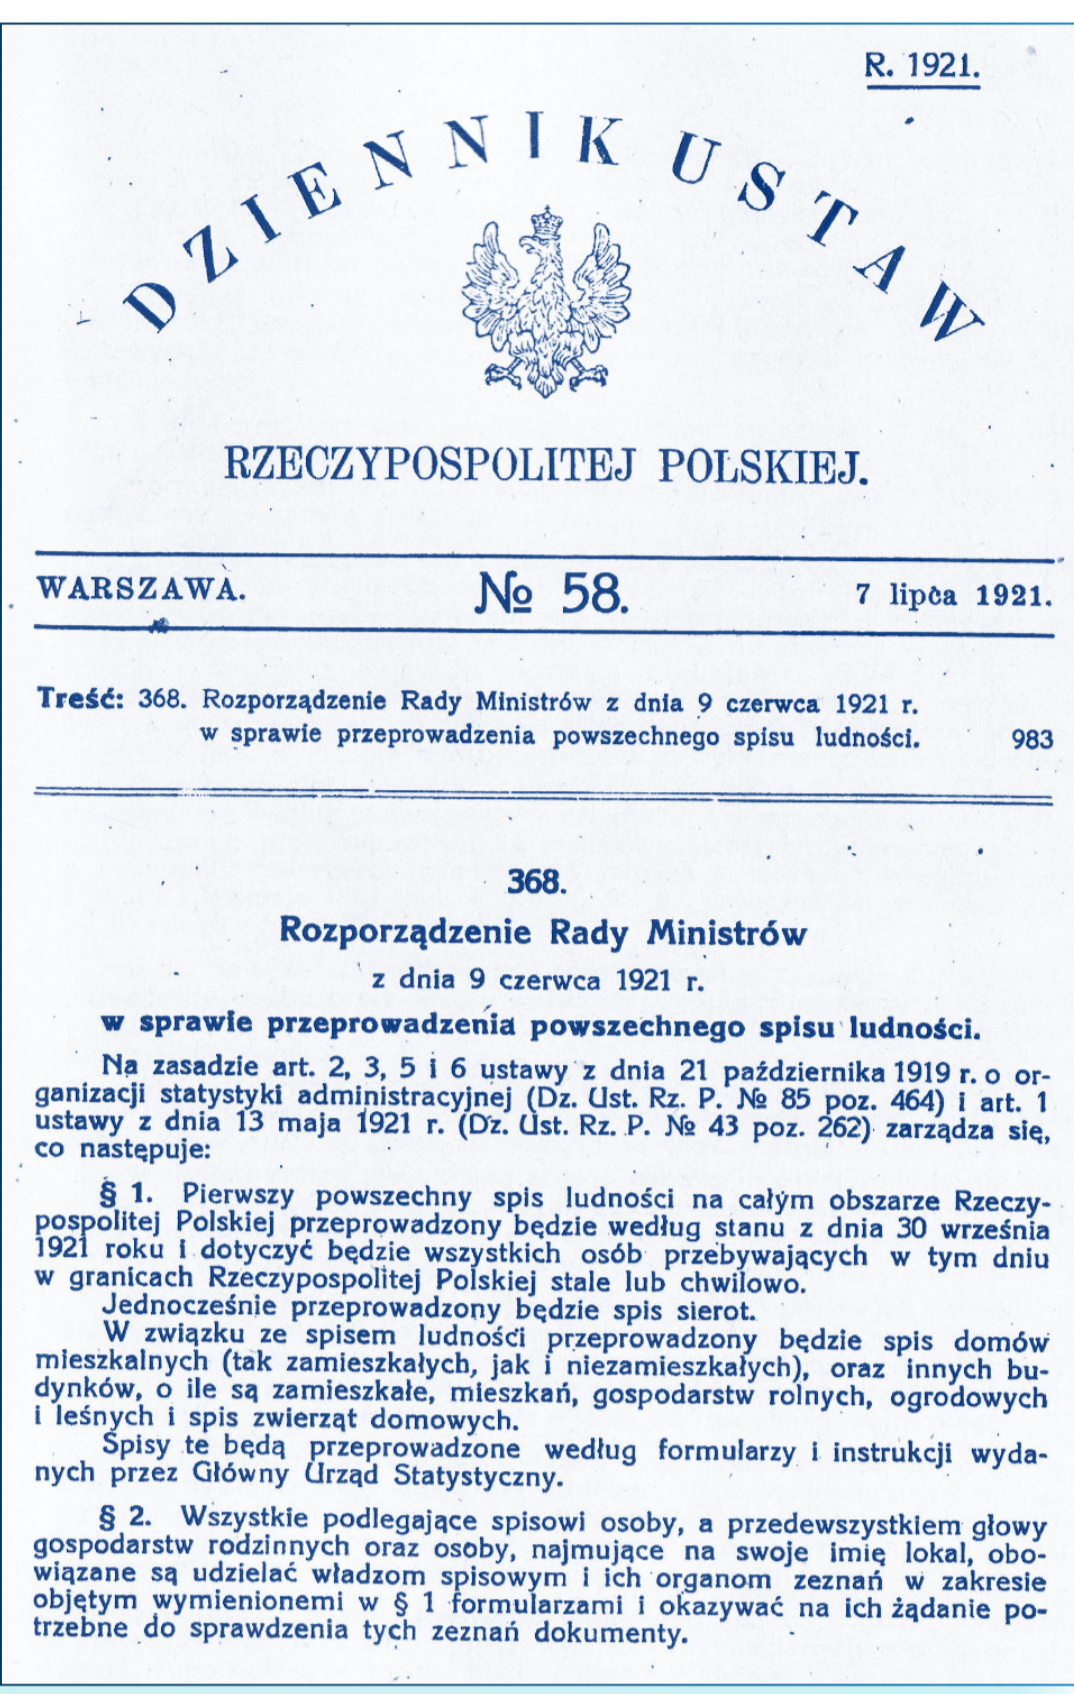 R. 1921.
DZIENNIK USTAW
RZECZYPOSPOLITEJ POLSKIEJ.
WARSZAWA. № 58. 7 lipca 1921.
Treść: 368. Rozporządzenie Rady Ministrów z dnia 9 czerwca 1921 r.
w sprawie przeprowadzenia powszechnego spisu ludności. 983
368.
Rozporządzenie Rady Ministrów
z dnia 9 czerwca 1921 r.
w sprawie przeprowadzenia powszechnego spisu ludności.
Na zasadzie art. 2, 3, 5 i 6 ustawy z dnia 21 października 1919 r. o or-
ganizacji statystyki administracyjnej (Dz. Ust. Rz. P. № 85 poz. 464) i art. 1
ustawy z dnia 13 maja 1921 r. (Dz. Ust. Rz. P. № 43 poz. 262) zarządza się,
co następuje:
§ 1. Pierwszy powszechny spis ludności na całym obszarze Rzeczy-
pospolitej Polskiej przeprowadzony będzie według stanu z dnia 30 września
1921 roku i dotyczyć będzie wszystkich osób przebywających w tym dniu
w granicach Rzeczypospolitej Polskiej stale lub chwilowo.
Jednocześnie przeprowadzony będzie spis sierot.
W związku ze spisem ludności przeprowadzony będzie spis domów
mieszkalnych (tak zamieszkałych, jak i niezamieszkałych), oraz innych bu-
dynków, o ile są zamieszkałe, mieszkań, gospodarstw rolnych, ogrodowych
i leśnych i spis zwierząt domowych.
Spisy te będą przeprowadzone według formularzy i instrukcji wyda-
nych przez Główny Urząd Statystyczny.
§ 2. Wszystkie podlegające spisowi osoby, a przedewszystkiem głowy
gospodarstw rodzinnych oraz osoby, najmujące na swoje imię lokal, obo-
wiązane są udzielać władzom spisowym i ich organom zeznań w zakresie
objętym wymienionemi w § 1 formularzami i okazywać na ich żądanie po-
trzebne do sprawdzenia tych zeznań dokumenty.